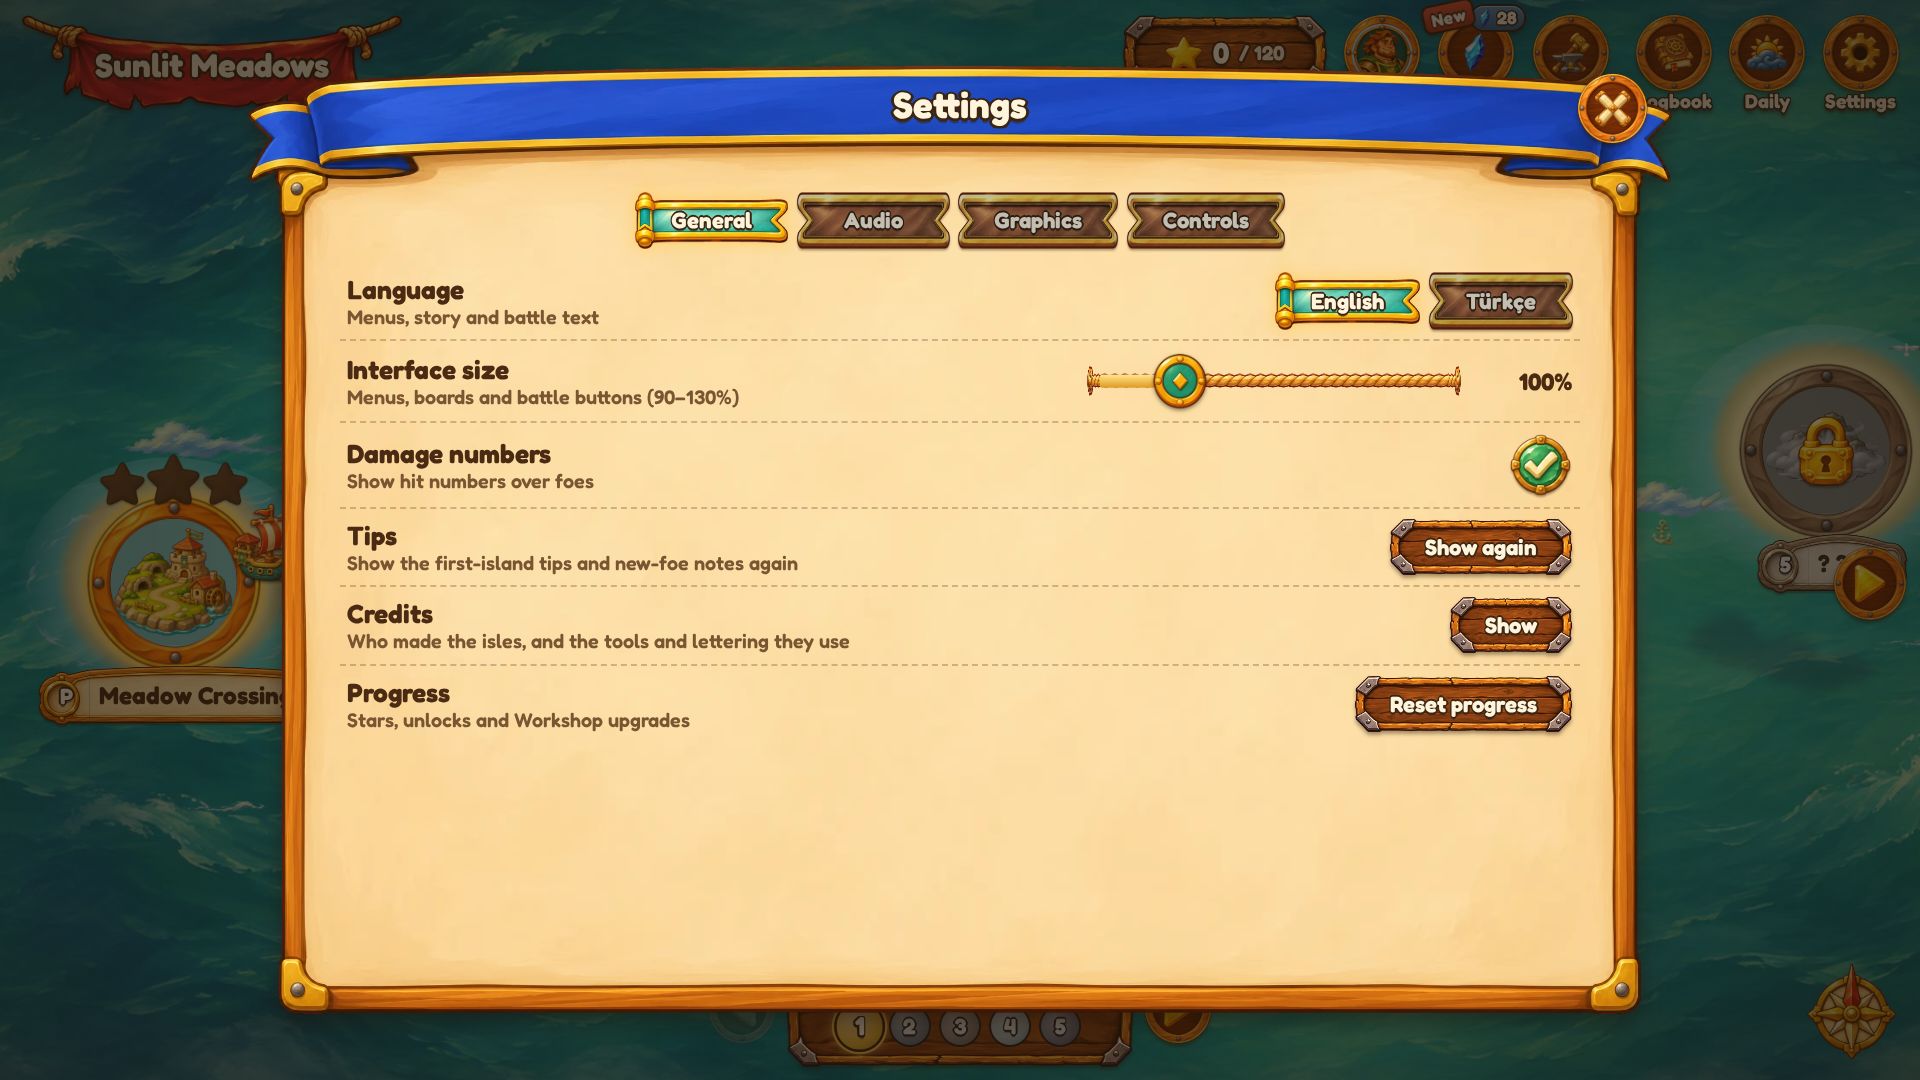 Sunlit Meadows
0 / 120
New
28
ogbook
Daily
Settings
Settings
General
Audio
Graphics
Controls
Language
Menus, story and battle text
English
Türkçe
Interface size
Menus, boards and battle buttons (90–130%)
100%
Damage numbers
Show hit numbers over foes
Tips
Show the first-island tips and new-foe notes again
Show again
Credits
Who made the isles, and the tools and lettering they use
Show
Progress
Stars, unlocks and Workshop upgrades
Reset progress
P
Meadow Crossing
5
? ?
1
2
3
4
5